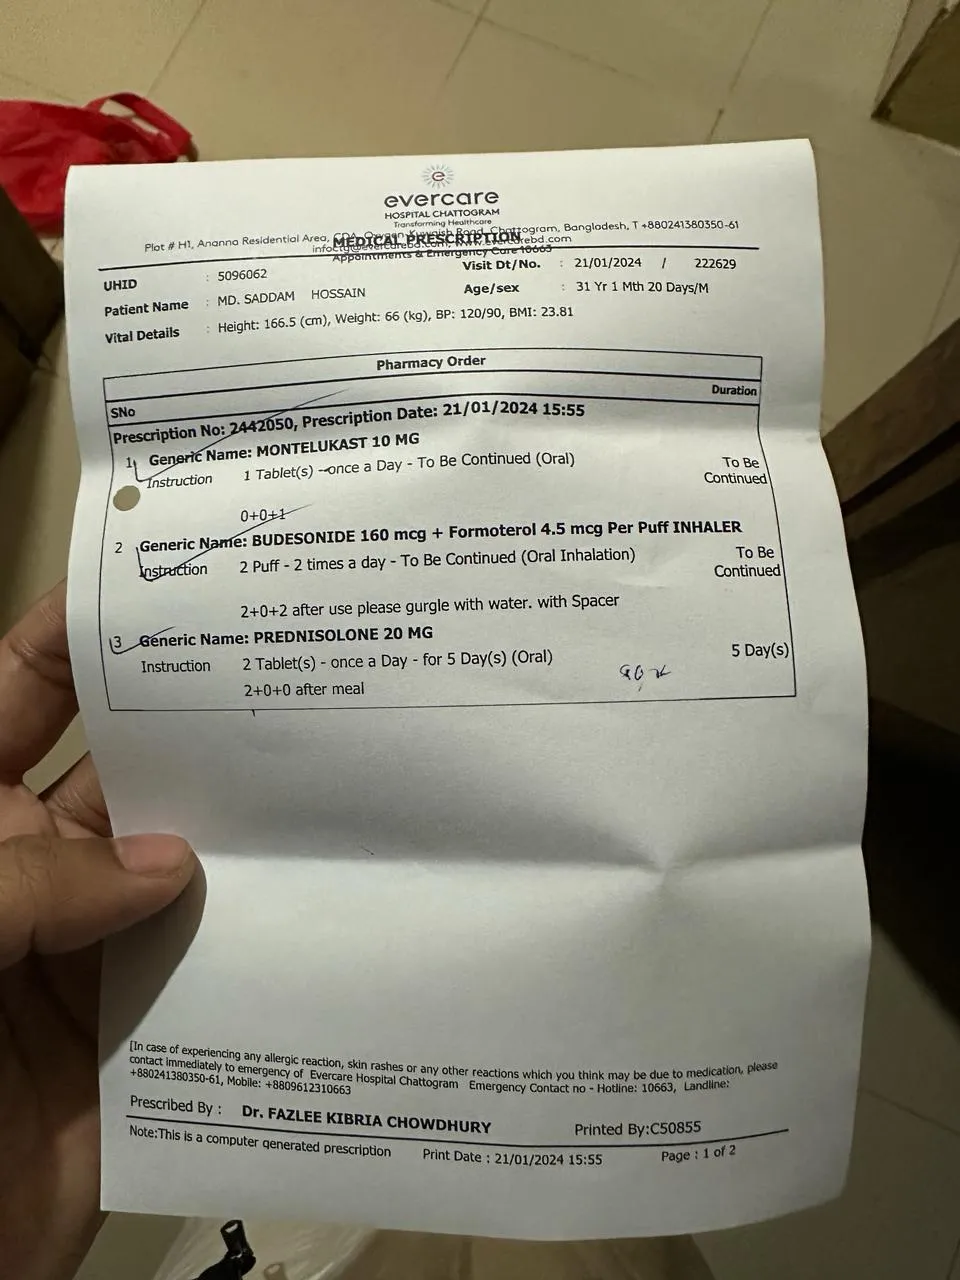 evercare
HOSPITAL CHATTOGRAM
Transforming Healthcare
Plot # H1, Ananna Residential Area, CDA, Oxygen-Kuwaish Road, Chattogram, Bangladesh, T +880241380350-61
infoctg@evercarebd.com, www.evercarebd.com
MEDICAL PRESCRIPTION
Appointments & Emergency Care 10663
UHID : 5096062 Visit Dt/No. : 21/01/2024 / 222629
Patient Name : MD. SADDAM HOSSAIN Age/sex : 31 Yr 1 Mth 20 Days/M
Vital Details : Height: 166.5 (cm), Weight: 66 (kg), BP: 120/90, BMI: 23.81
Pharmacy Order
SNo Duration
Prescription No: 2442050, Prescription Date: 21/01/2024 15:55
1 Generic Name: MONTELUKAST 10 MG
Instruction 1 Tablet(s) - once a Day - To Be Continued (Oral) To Be Continued
0+0+1
2 Generic Name: BUDESONIDE 160 mcg + Formoterol 4.5 mcg Per Puff INHALER
Instruction 2 Puff - 2 times a day - To Be Continued (Oral Inhalation) To Be Continued
2+0+2 after use please gurgle with water. with Spacer
3 Generic Name: PREDNISOLONE 20 MG
Instruction 2 Tablet(s) - once a Day - for 5 Day(s) (Oral) 5 Day(s)
2+0+0 after meal
[In case of experiencing any allergic reaction, skin rashes or any other reactions which you think may be due to medication, please
contact immediately to emergency of Evercare Hospital Chattogram Emergency Contact no - Hotline: 10663, Landline:
+880241380350-61, Mobile: +8809612310663
Prescribed By : Dr. FAZLEE KIBRIA CHOWDHURY Printed By:C50855
Note:This is a computer generated prescription Print Date : 21/01/2024 15:55 Page : 1 of 2